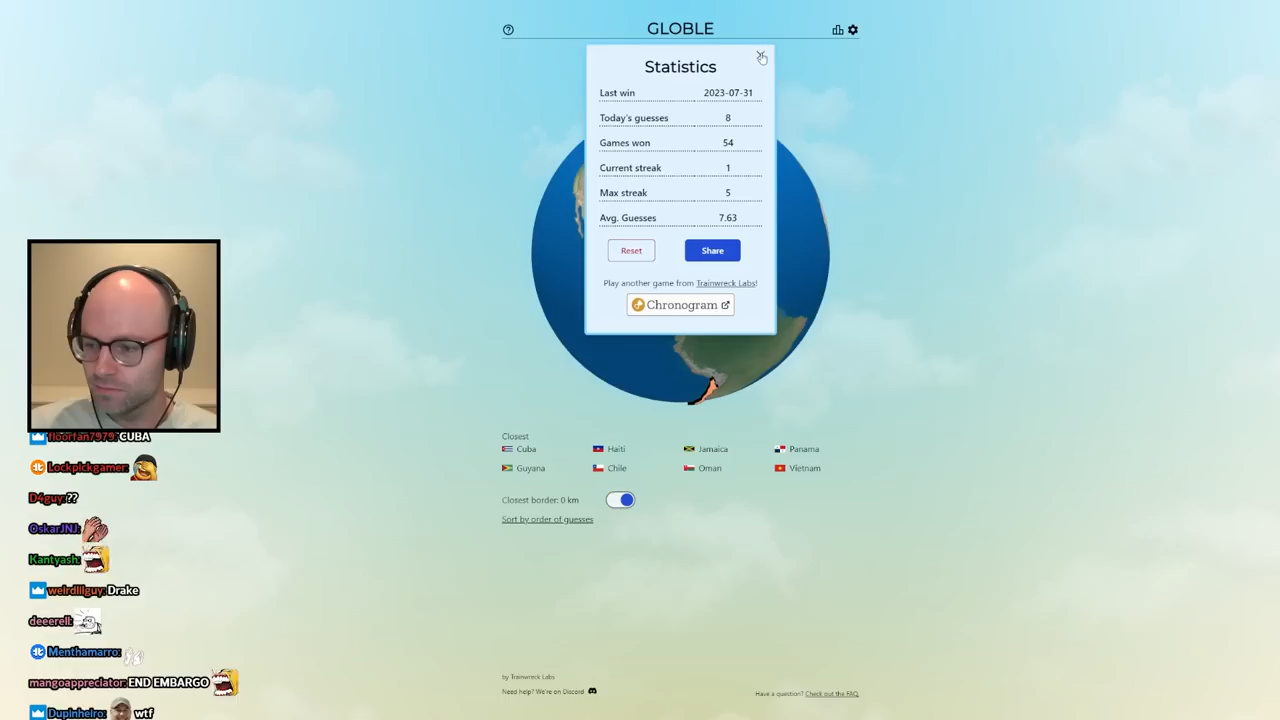 GLOBLE
Statistics
Last win 2023-07-31
Today's guesses 8
Games won 54
Current streak 1
Max streak 5
Avg. Guesses 7.63
Reset Share
Play another game from Trainwreck Labs!
Chronogram
Closest
Cuba Haiti Jamaica Panama
Guyana Chile Oman Vietnam
Closest border: 0 km
Sort by order of guesses
by Trainwreck Labs
Need help? We're on Discord
Have a question? Check out the FAQ.
floorfan7979: CUBA
Lockpickgamer:
D4guy: ??
OskarJNJ:
Kantyash:
weirdlilguy: Drake
deeerell:
Menthamarro:
mangoappreciator: END EMBARGO
Dupinheiro: wtf